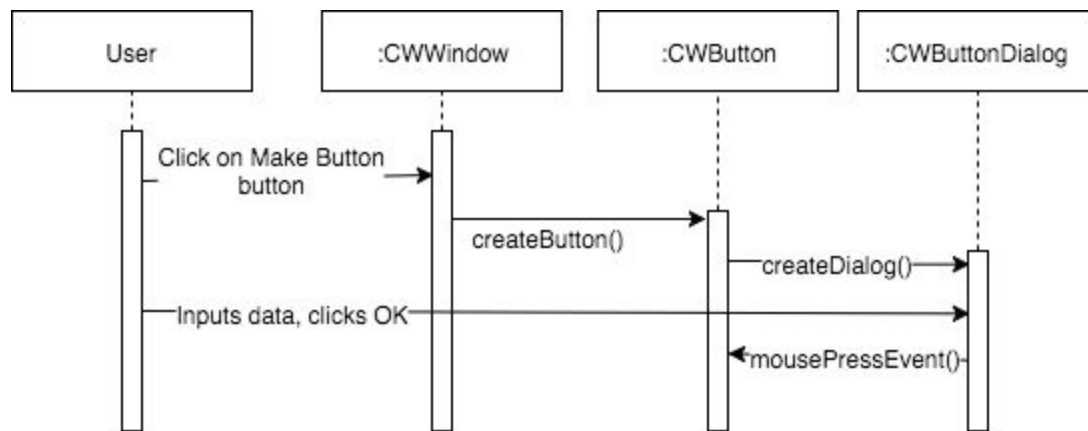 User
:CWWindow
:CWButton
:CWButtonDialog
Click on Make Button
button
createButton()
createDialog()
Inputs data, clicks OK
mousePressEvent()